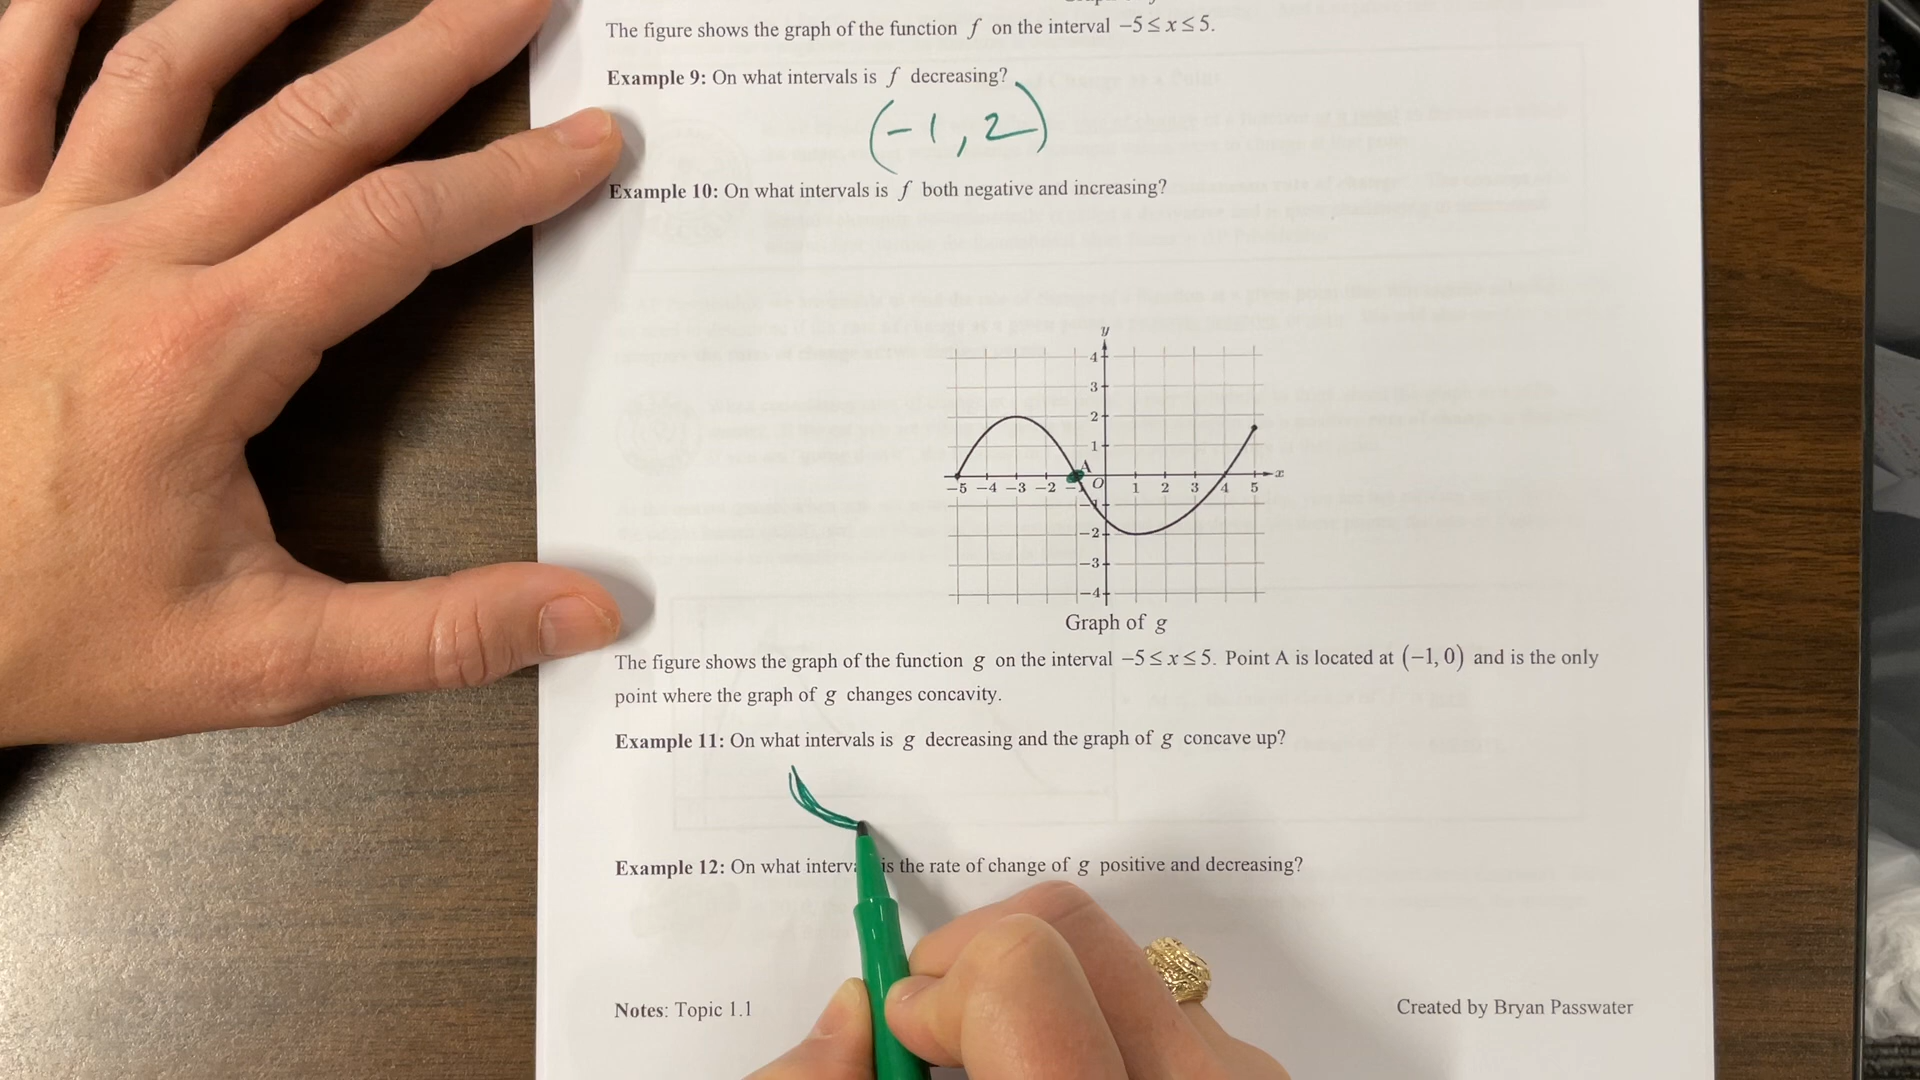 The figure shows the graph of the function f on the interval −5 ≤ x ≤ 5.
Example 9: On what intervals is f decreasing?
(−1, 2)
Example 10: On what intervals is f both negative and increasing?
y
4
3
2
1
A
x
−5 −4 −3 −2 O 1 2 3 4 5
−1
−2
−3
−4
Graph of g
The figure shows the graph of the function g on the interval −5 ≤ x ≤ 5. Point A is located at (−1, 0) and is the only
point where the graph of g changes concavity.
Example 11: On what intervals is g decreasing and the graph of g concave up?
Example 12: On what is the rate of change of g positive and decreasing?
Notes: Topic 1.1
Created by Bryan Passwater